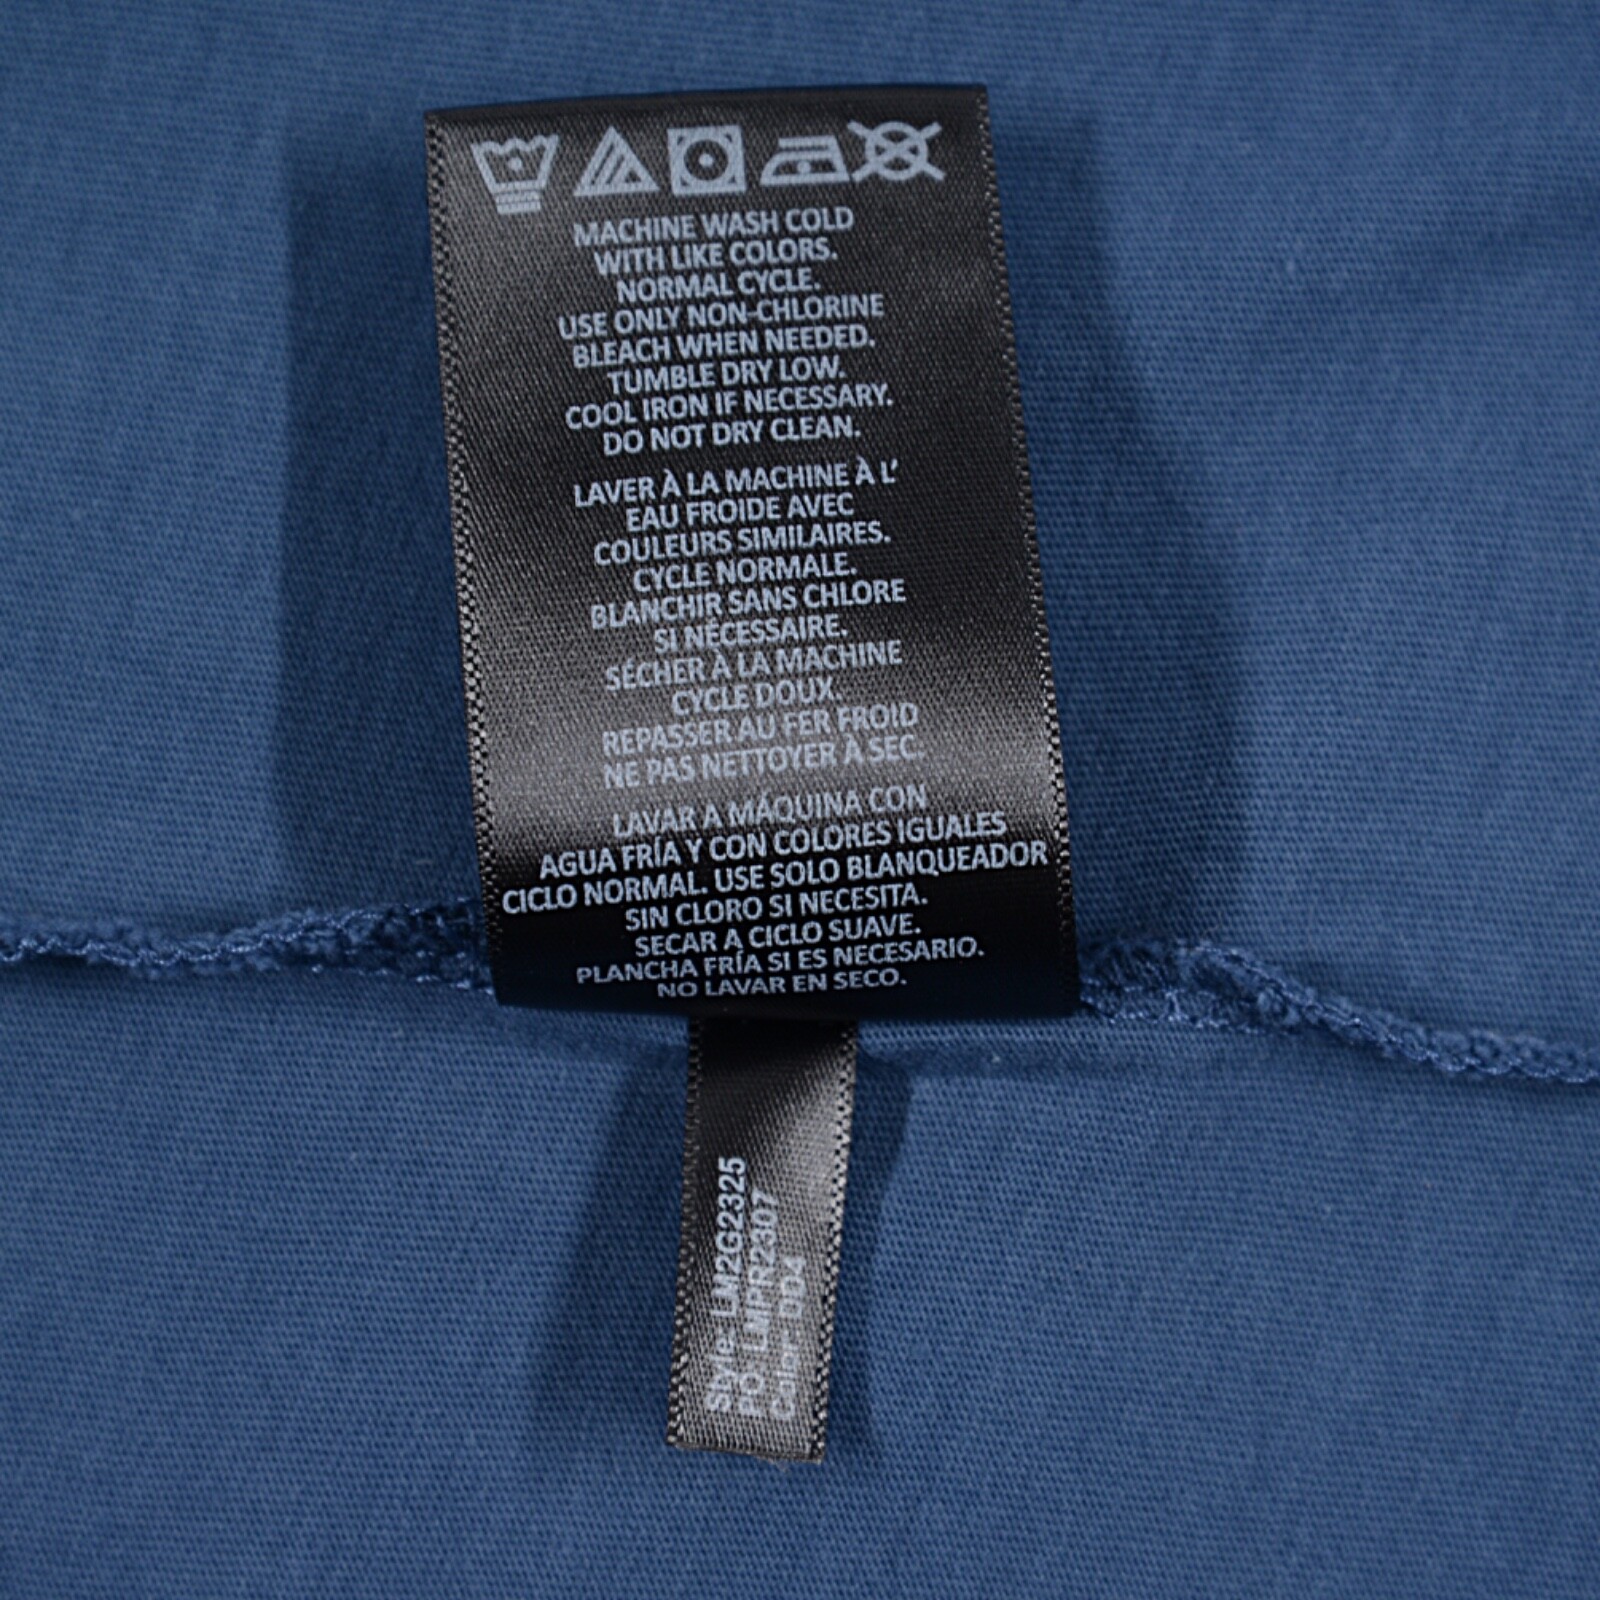 MACHINE WASH COLD
WITH LIKE COLORS.
NORMAL CYCLE.
USE ONLY NON-CHLORINE
BLEACH WHEN NEEDED.
TUMBLE DRY LOW.
COOL IRON IF NECESSARY.
DO NOT DRY CLEAN.
LAVER À LA MACHINE À L'
EAU FROIDE AVEC
COULEURS SIMILAIRES.
CYCLE NORMALE.
BLANCHIR SANS CHLORE
SI NÉCESSAIRE.
SÉCHER À LA MACHINE
CYCLE DOUX.
REPASSER AU FER FROID
NE PAS NETTOYER À SEC.
LAVAR A MÁQUINA CON
AGUA FRÍA Y CON COLORES IGUALES
CICLO NORMAL. USE SOLO BLANQUEADOR
SIN CLORO SI NECESITA.
SECAR A CICLO SUAVE.
PLANCHA FRÍA SI ES NECESARIO.
NO LAVAR EN SECO.
Style: LM2G2325
PO: LMPR2307
Color: DD4